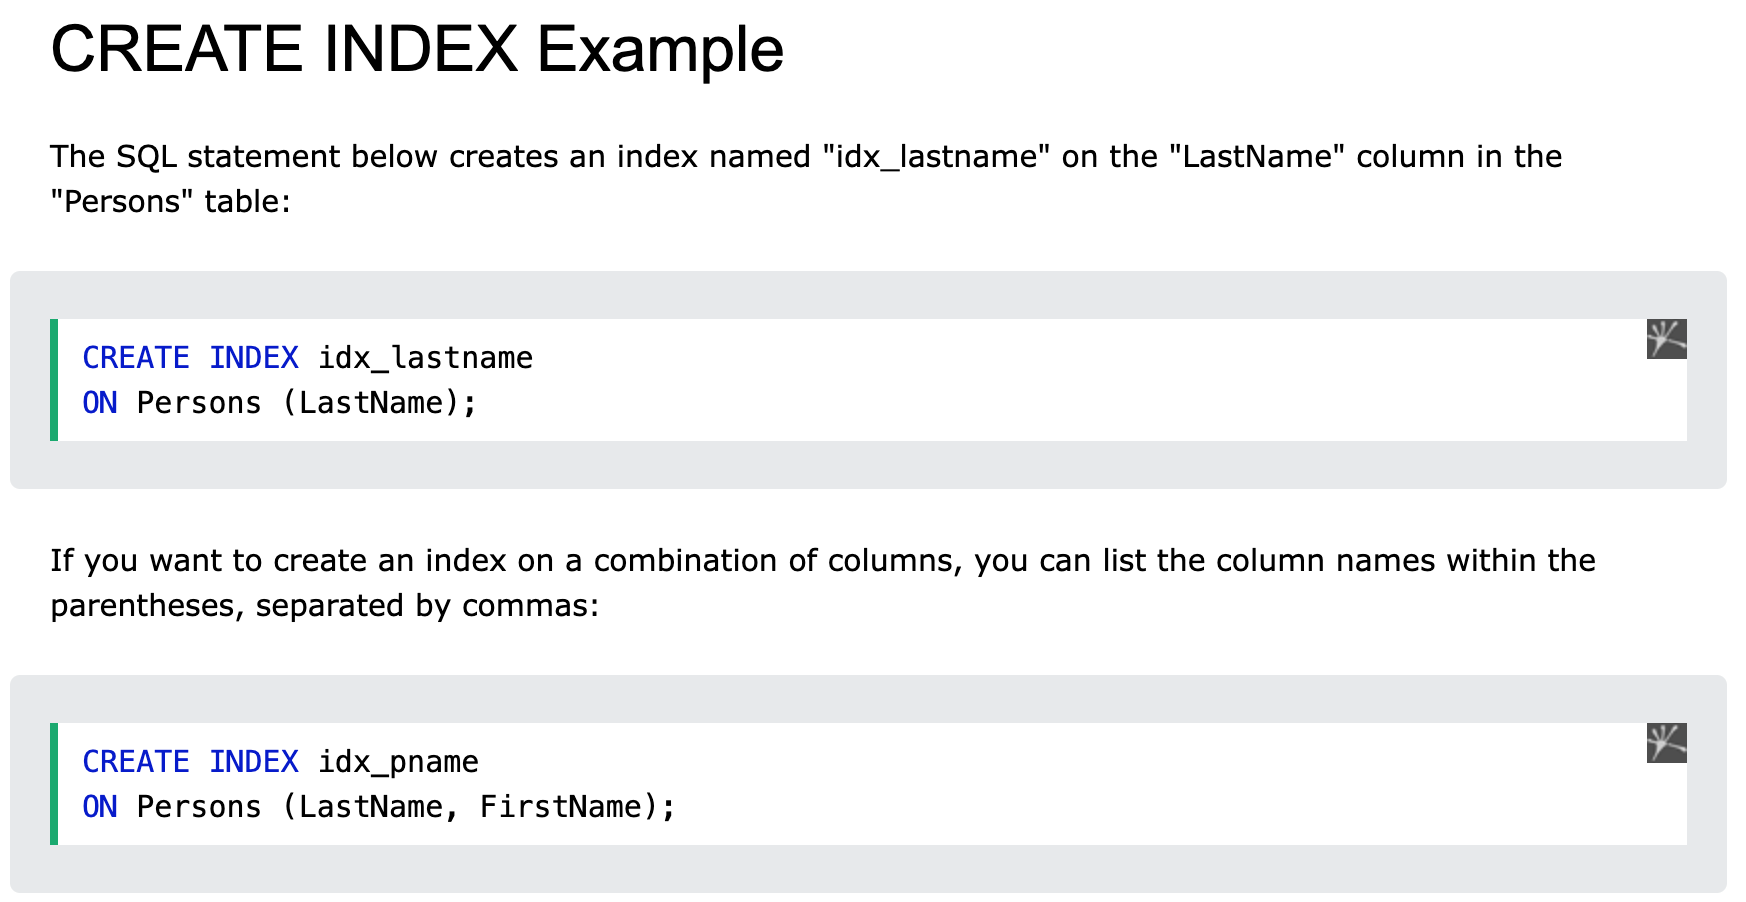 CREATE INDEX Example
The SQL statement below creates an index named "idx_lastname" on the "LastName" column in the
"Persons" table:
CREATE INDEX idx_lastname
ON Persons (LastName);
If you want to create an index on a combination of columns, you can list the column names within the
parentheses, separated by commas:
CREATE INDEX idx_pname
ON Persons (LastName, FirstName);